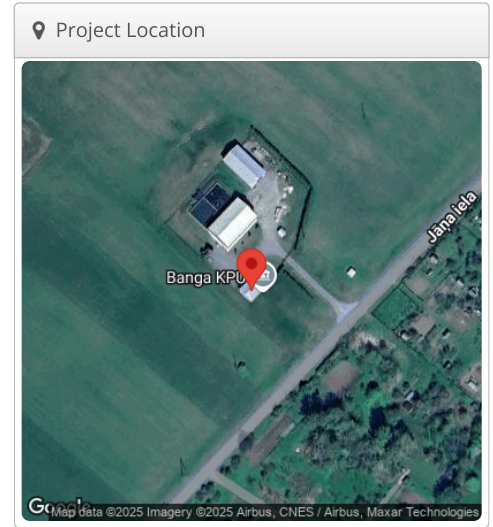 Project Location
Jāņa iela
Banga KPU
Google
Map data ©2025 Imagery ©2025 Airbus, CNES / Airbus, Maxar Technologies